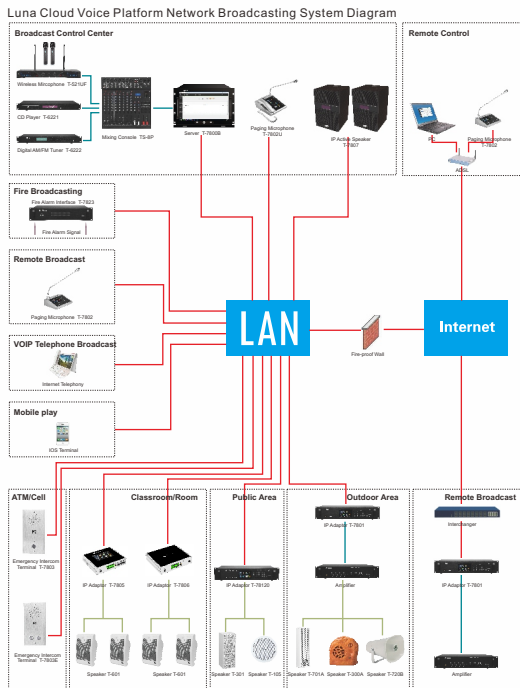 Luna Cloud Voice Platform Network Broadcasting System Diagram
Broadcast Control Center
Remote Control
Wireless Mircophone T-521UF
CD Player T-6221
Digital AM/FM Tuner T-6222
Mixing Console TS-8P
Server T-7800B
Paging Microphone
T-7802U
IP Active Speaker
T-7807
PC
Paging Microphone
T-7802
ADSL
Fire Broadcasting
Fire Alarm Interface T-7823
Fire Alarm Signal
Remote Broadcast
Paging Microphone T-7802
VOIP Telephone Broadcast
Internet Telephony
Mobile play
IOS Terminal
LAN
Fire-proof Wall
Internet
ATM/Cell
Emergency Intercom
Terminal T-7803
Emergency Intercom
Terminal T-7803E
Classroom/Room
IP Adaptor T-7805
IP Adaptor T-7806
Speaker T-601
Speaker T-601
Public Area
IP Adaptor T-78120
Speaker T-301
Speaker T-105
Outdoor Area
IP Adaptor T-7801
Amplifier
Speaker T-701A
Speaker T-300A
Speaker T-720B
Remote Broadcast
Interchanger
IP Adaptor T-7801
Amplifier